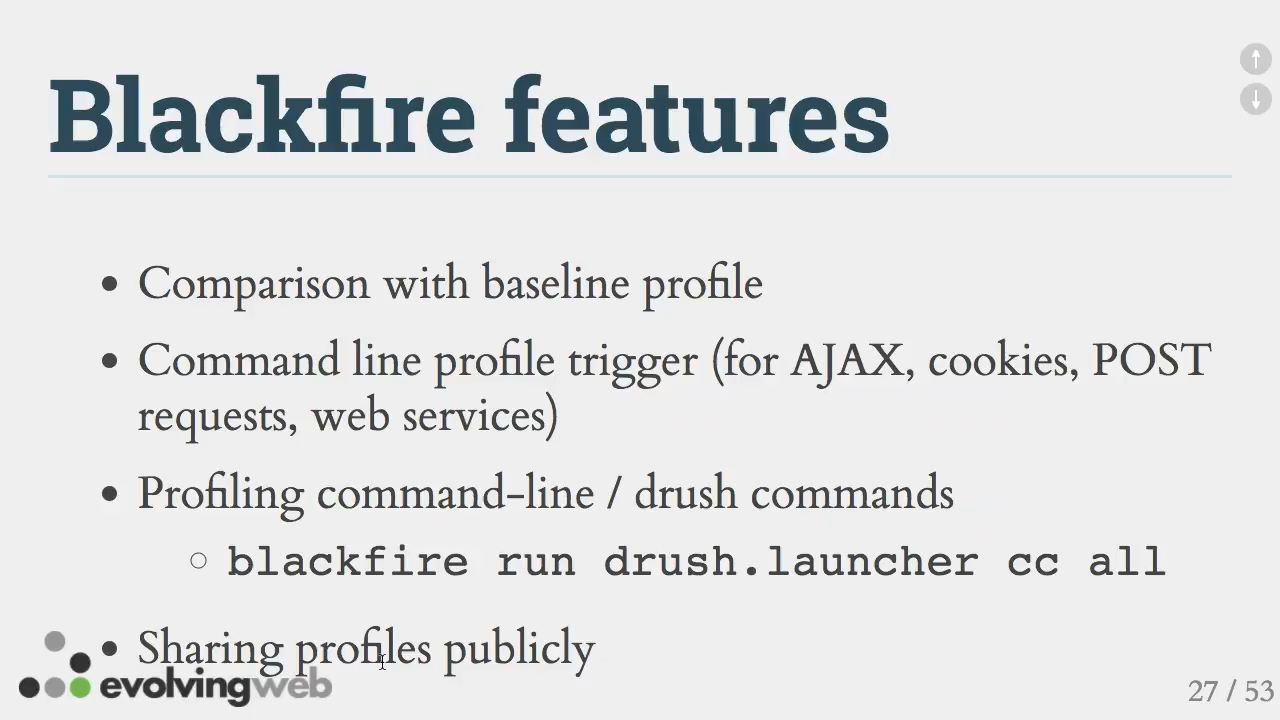 Blackfire features
• Comparison with baseline profile
• Command line profile trigger (for AJAX, cookies, POST
requests, web services)
• Profiling command-line / drush commands
○ blackfire run drush.launcher cc all
• Sharing profiles publicly
evolvingweb
27 / 53